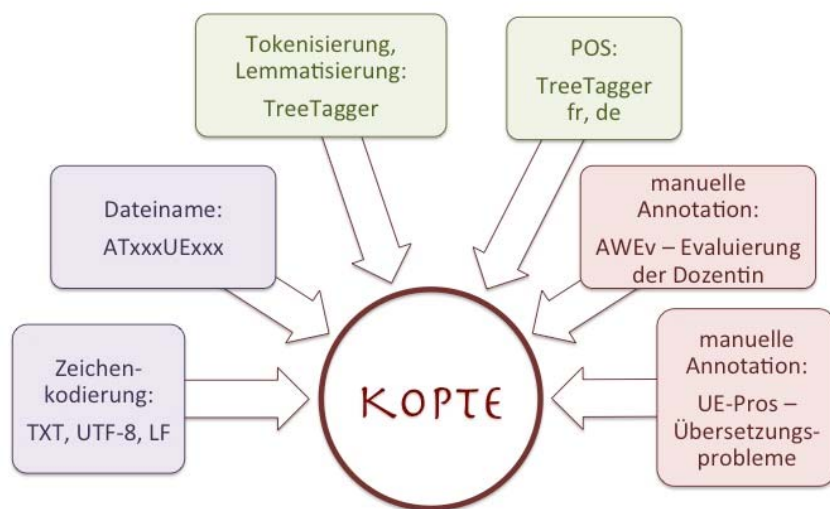 Tokenisierung,
Lemmatisierung:
TreeTagger
POS:
TreeTagger
fr, de
Dateiname:
ATxxxUExxx
manuelle
Annotation:
AWEv – Evaluierung
der Dozentin
Zeichen-
kodierung:
TXT, UTF-8, LF
KOPTE
manuelle
Annotation:
UE-Pros –
Übersetzungs-
probleme